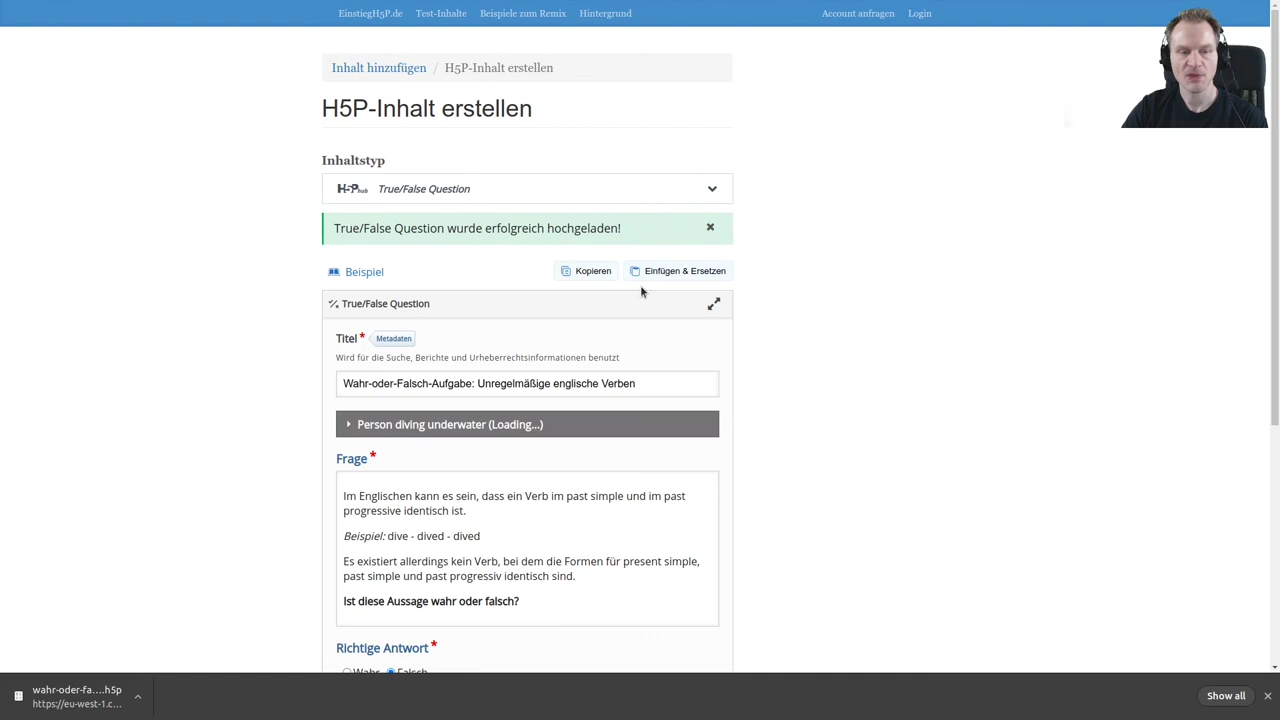 EinstiegH5P.de Test-Inhalte Beispiele zum Remix Hintergrund Account anfragen Login
Inhalt hinzufügen / H5P-Inhalt erstellen
H5P-Inhalt erstellen
Inhaltstyp
H5P hub True/False Question
True/False Question wurde erfolgreich hochgeladen!
Beispiel Kopieren Einfügen & Ersetzen
True/False Question
Titel * Metadaten
Wird für die Suche, Berichte und Urheberrechtsinformationen benutzt
Wahr-oder-Falsch-Aufgabe: Unregelmäßige englische Verben
Person diving underwater (Loading...)
Frage *
Im Englischen kann es sein, dass ein Verb im past simple und im past
progressive identisch ist.
Beispiel: dive - dived - dived
Es existiert allerdings kein Verb, bei dem die Formen für present simple,
past simple und past progressiv identisch sind.
Ist diese Aussage wahr oder falsch?
Richtige Antwort *
Wahr Falsch
wahr-oder-fa....h5p
https://eu-west-1.c...
Show all